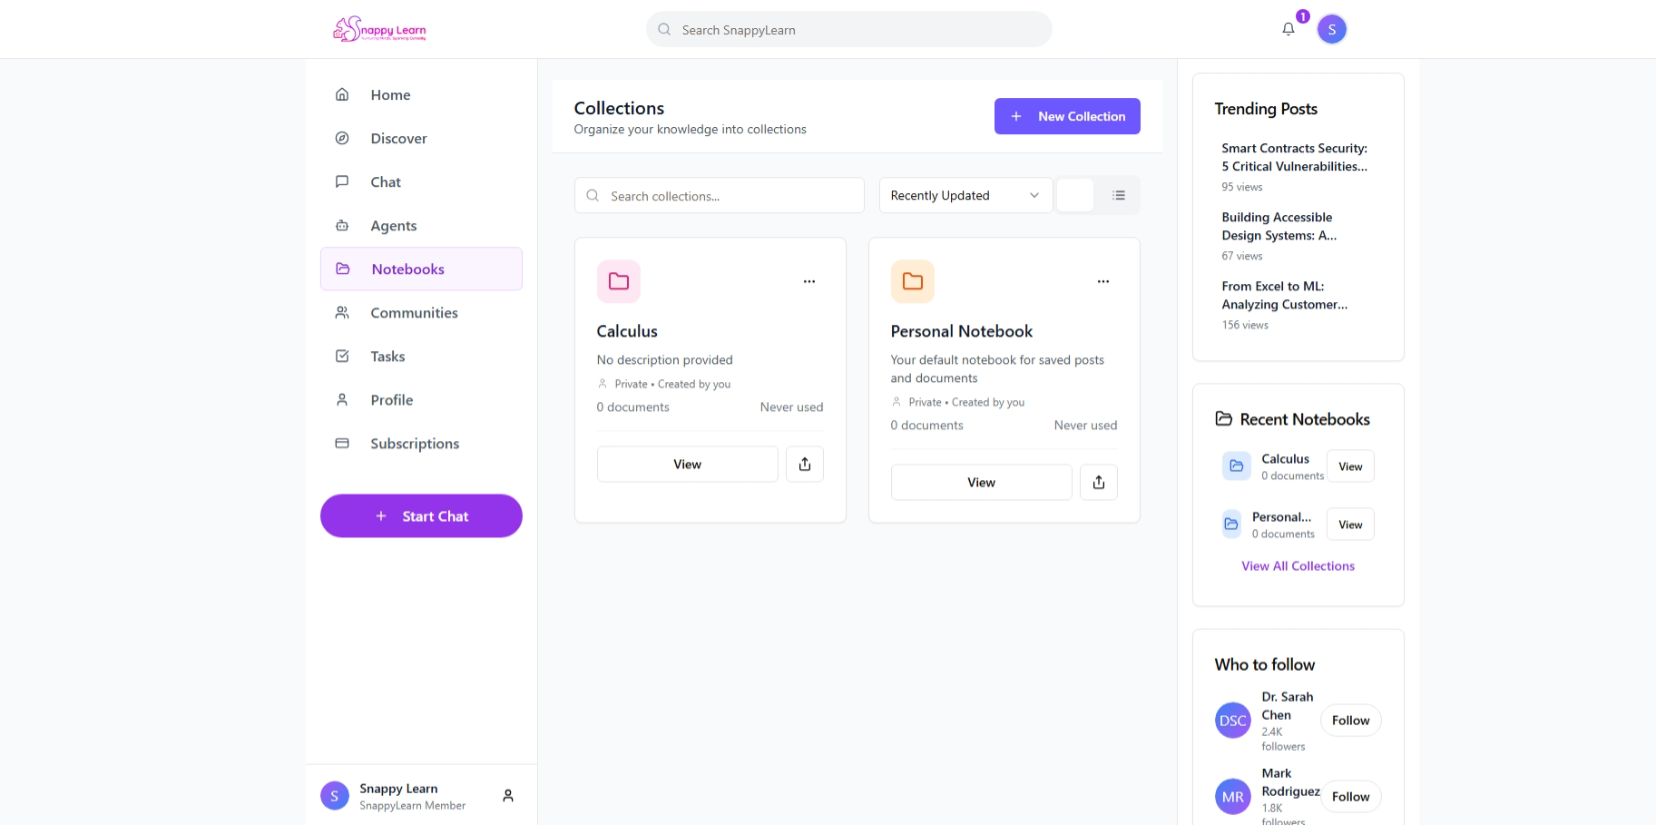 nappy Learn
Search SnappyLearn
1
S
Home
Discover
Chat
Agents
Notebooks
Communities
Tasks
Profile
Subscriptions
+ Start Chat
S
Snappy Learn
SnappyLearn Member
Collections
Organize your knowledge into collections
+ New Collection
Search collections...
Recently Updated
Calculus
No description provided
Private • Created by you
0 documents
Never used
View
Personal Notebook
Your default notebook for saved posts
and documents
Private • Created by you
0 documents
Never used
View
Trending Posts
Smart Contracts Security:
5 Critical Vulnerabilities...
95 views
Building Accessible
Design Systems: A...
67 views
From Excel to ML:
Analyzing Customer...
156 views
Recent Notebooks
Calculus
0 documents
View
Personal...
0 documents
View
View All Collections
Who to follow
DSC
Dr. Sarah
Chen
2.4K
followers
Follow
MR
Mark
Rodriguez
1.8K
followers
Follow